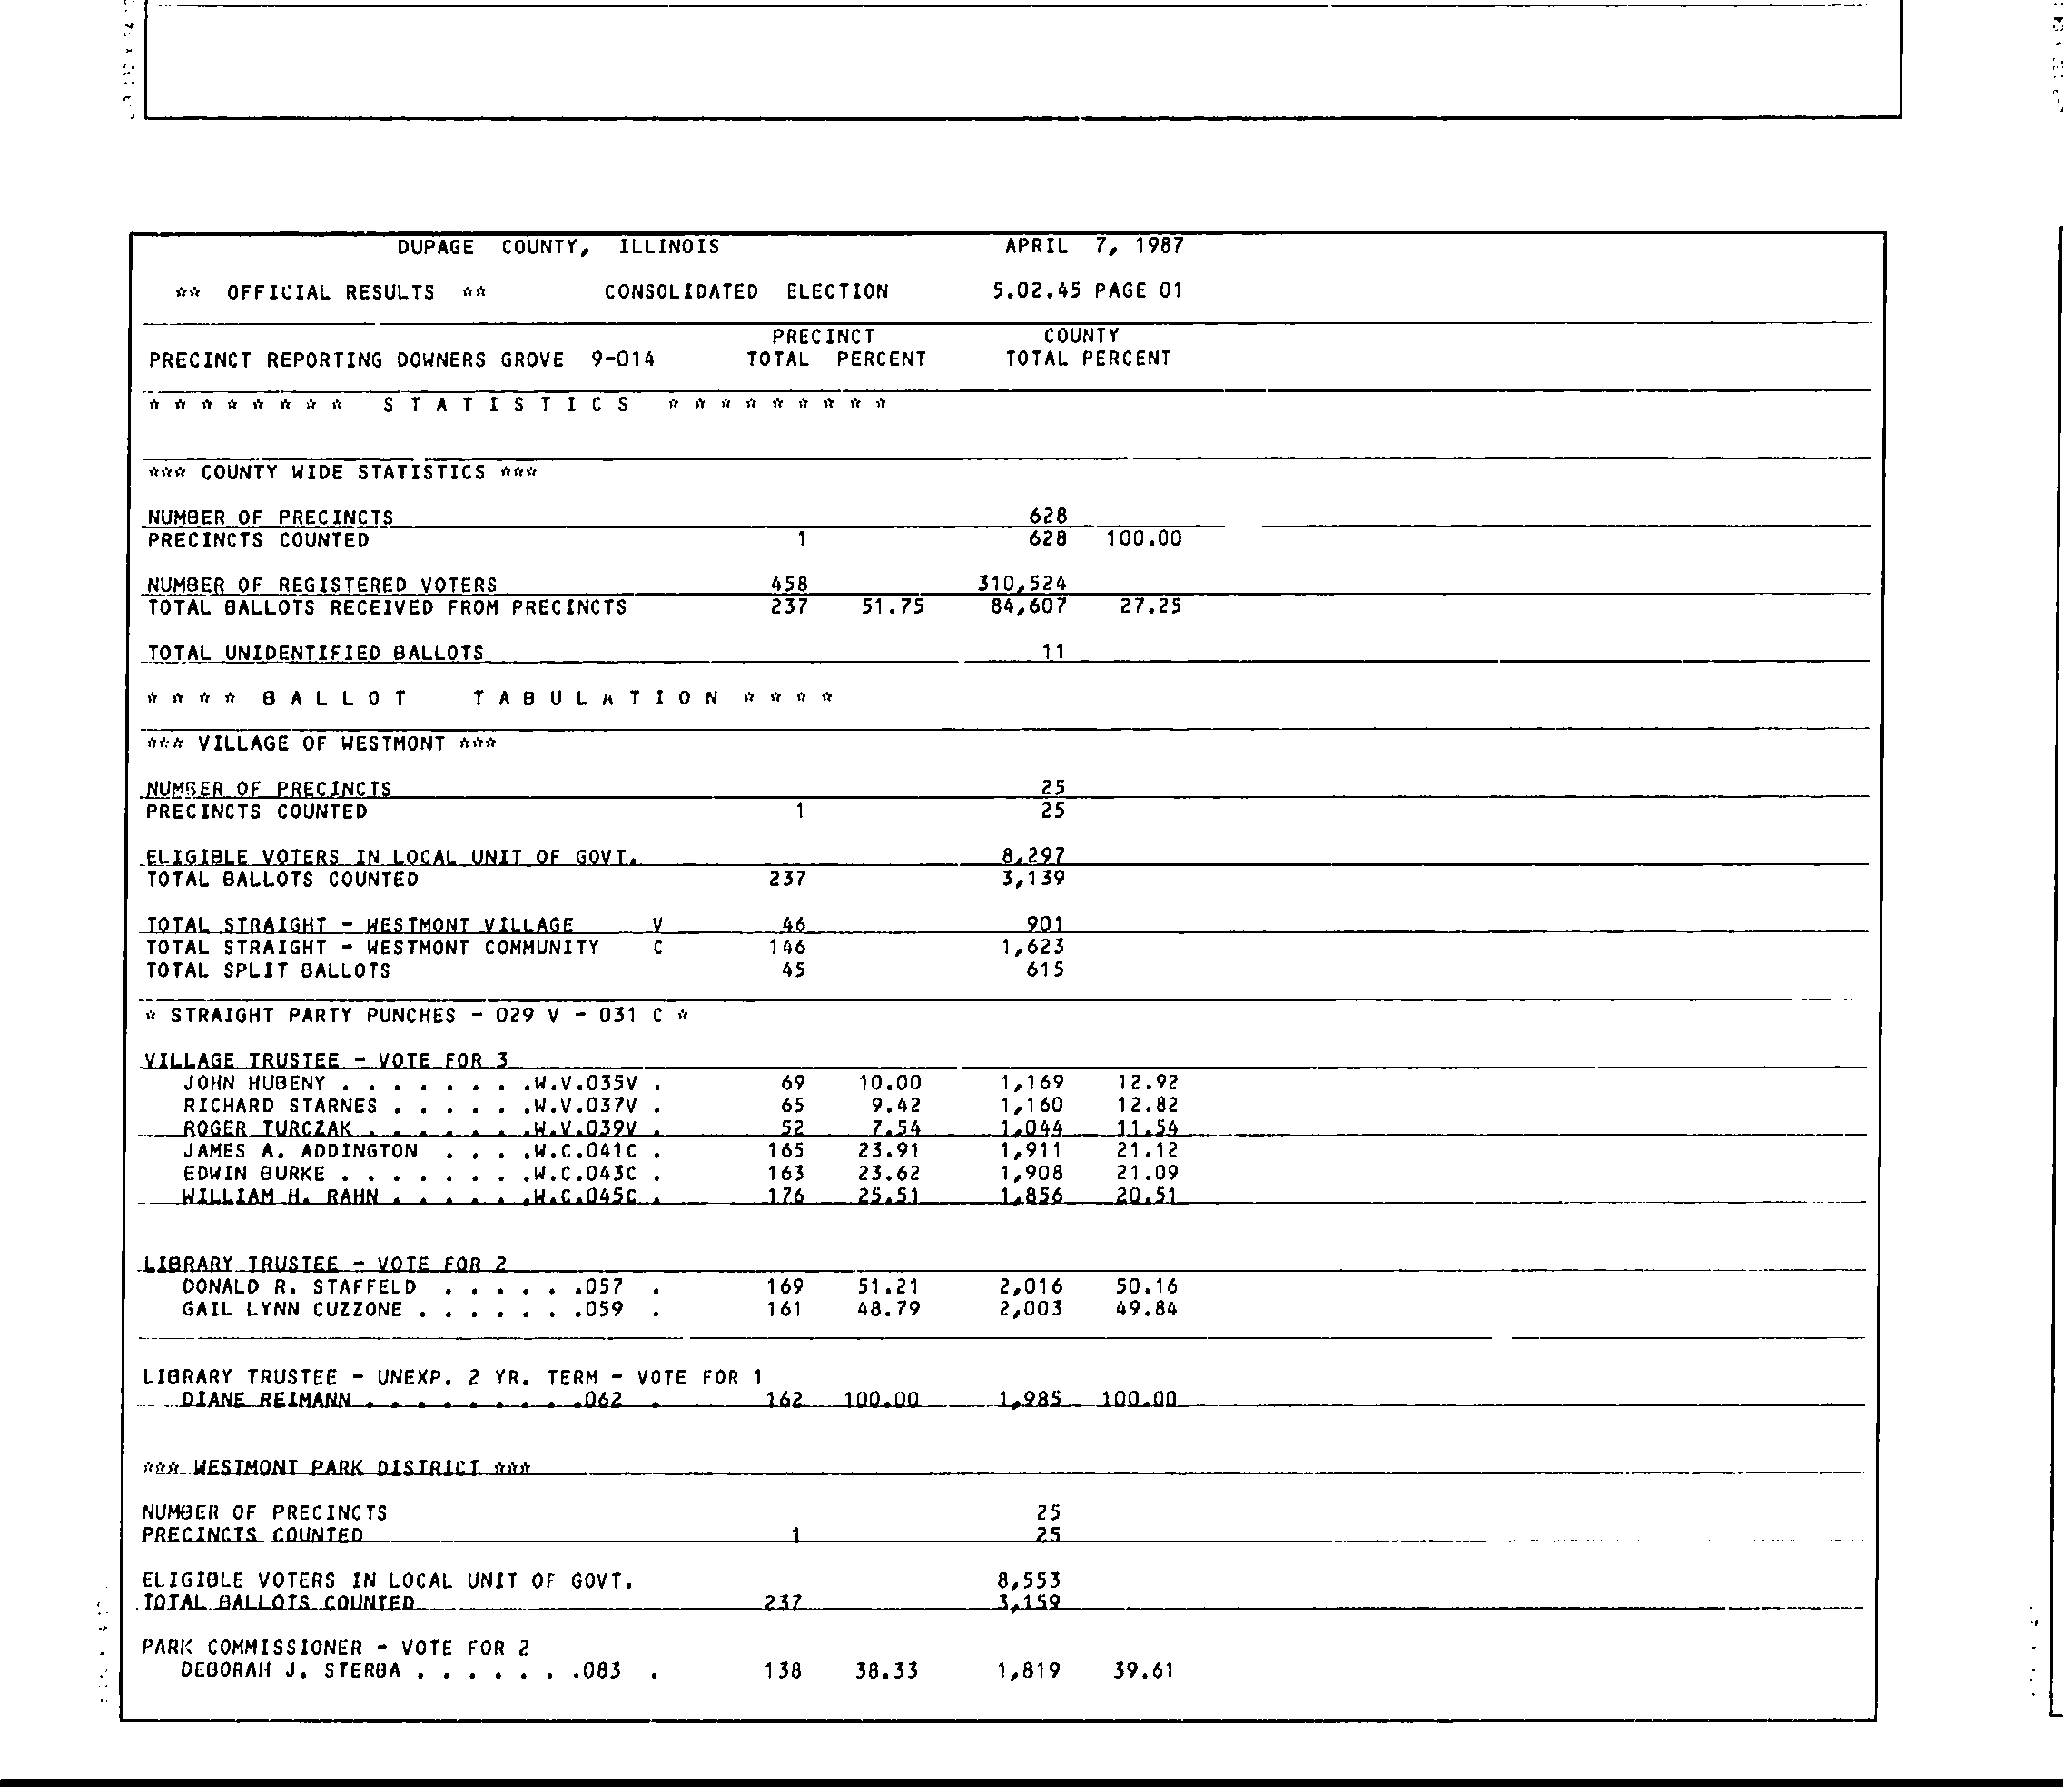 DUPAGE COUNTY, ILLINOIS APRIL 7, 1987
** OFFICIAL RESULTS ** CONSOLIDATED ELECTION 5.02.45 PAGE 01
PRECINCT COUNTY
PRECINCT REPORTING DOWNERS GROVE 9-014 TOTAL PERCENT TOTAL PERCENT
* * * * * * * * S T A T I S T I C S * * * * * * * * *
*** COUNTY WIDE STATISTICS ***
NUMBER OF PRECINCTS 628
PRECINCTS COUNTED 1 628 100.00
NUMBER OF REGISTERED VOTERS 458 310,524
TOTAL BALLOTS RECEIVED FROM PRECINCTS 237 51.75 84,607 27.25
TOTAL UNIDENTIFIED BALLOTS 11
* * * * B A L L O T T A B U L A T I O N * * * *
*** VILLAGE OF WESTMONT ***
NUMBER OF PRECINCTS 25
PRECINCTS COUNTED 1 25
ELIGIBLE VOTERS IN LOCAL UNIT OF GOVT. 8,297
TOTAL BALLOTS COUNTED 237 3,139
TOTAL STRAIGHT - WESTMONT VILLAGE V 46 901
TOTAL STRAIGHT - WESTMONT COMMUNITY C 146 1,623
TOTAL SPLIT BALLOTS 45 615
* STRAIGHT PARTY PUNCHES - 029 V - 031 C *
VILLAGE TRUSTEE - VOTE FOR 3
JOHN HUBENY . . . . . . . .W.V.035V . 69 10.00 1,169 12.92
RICHARD STARNES . . . . . .W.V.037V . 65 9.42 1,160 12.82
ROGER TURCZAK . . . . . . .W.V.039V . 52 7.54 1,044 11.54
JAMES A. ADDINGTON . . . .W.C.041C . 165 23.91 1,911 21.12
EDWIN BURKE . . . . . . . .W.C.043C . 163 23.62 1,908 21.09
WILLIAM H. RAHN . . . . . .W.C.045C . 176 25.51 1,856 20.51
LIBRARY TRUSTEE - VOTE FOR 2
DONALD R. STAFFELD . . . . . .057 . 169 51.21 2,016 50.16
GAIL LYNN CUZZONE . . . . . . .059 . 161 48.79 2,003 49.84
LIBRARY TRUSTEE - UNEXP. 2 YR. TERM - VOTE FOR 1
DIANE REIMANN . . . . . . . . .062 . 162 100.00 1,985 100.00
*** WESTMONT PARK DISTRICT ***
NUMBER OF PRECINCTS 25
PRECINCTS COUNTED 1 25
ELIGIBLE VOTERS IN LOCAL UNIT OF GOVT. 8,553
TOTAL BALLOTS COUNTED 237 3,159
PARK COMMISSIONER - VOTE FOR 2
DEBORAH J. STERBA . . . . . . .083 . 138 38.33 1,819 39.61